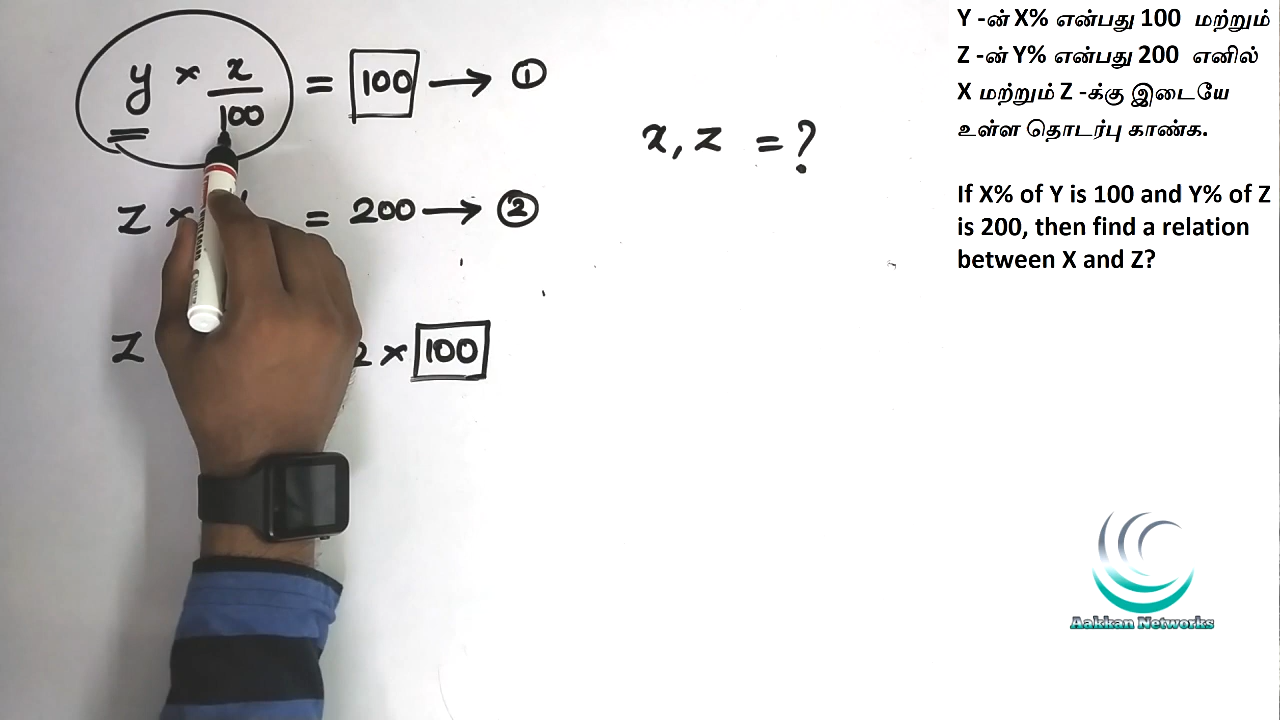 y × x/100 = 100 → ①
x, z = ?
z × = 200 → ②
z 2 × 100
Y -ன் X% என்பது 100 மற்றும்
Z -ன் Y% என்பது 200 எனில்
X மற்றும் Z -க்கு இடையே
உள்ள தொடர்பு காண்க.
If X% of Y is 100 and Y% of Z
is 200, then find a relation
between X and Z?
Aakkan Networks